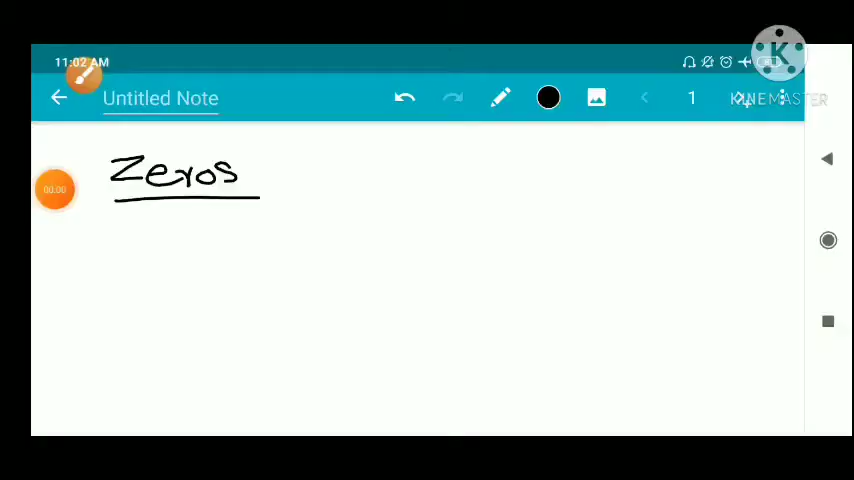 11:02 AM
Untitled Note
1
K
KINEMASTER
00:00
Zeros